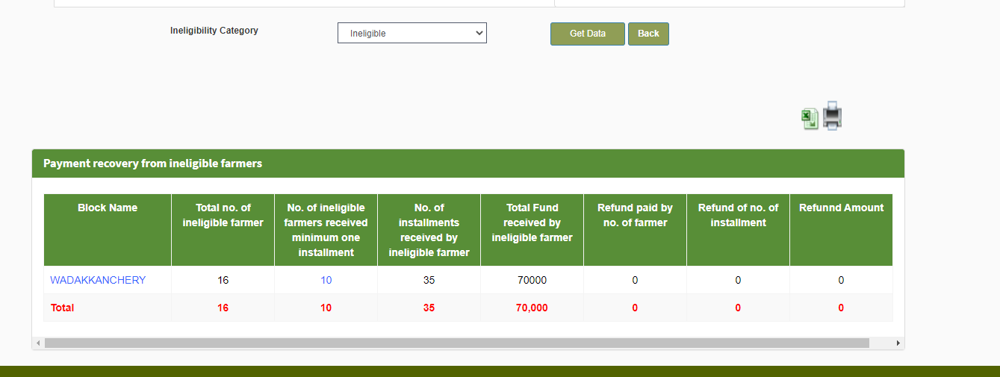 Ineligibility Category Ineligible Get Data Back
Payment recovery from ineligible farmers
Block Name
Total no. of
ineligible farmer
No. of ineligible
farmers received
minimum one
installment
No. of
installments
received by
ineligible farmer
Total Fund
received by
ineligible farmer
Refund paid by
no. of farmer
Refund of no. of
installment
Refunnd Amount
WADAKKANCHERY 16 10 35 70000 0 0 0
Total 16 10 35 70,000 0 0 0